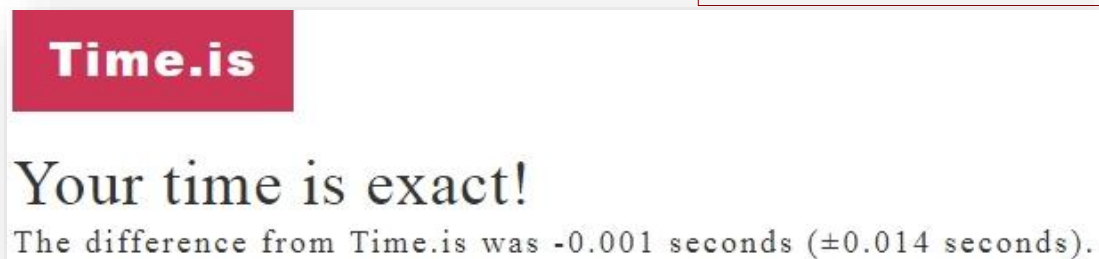 Time.is
Your time is exact!
The difference from Time.is was -0.001 seconds (±0.014 seconds).